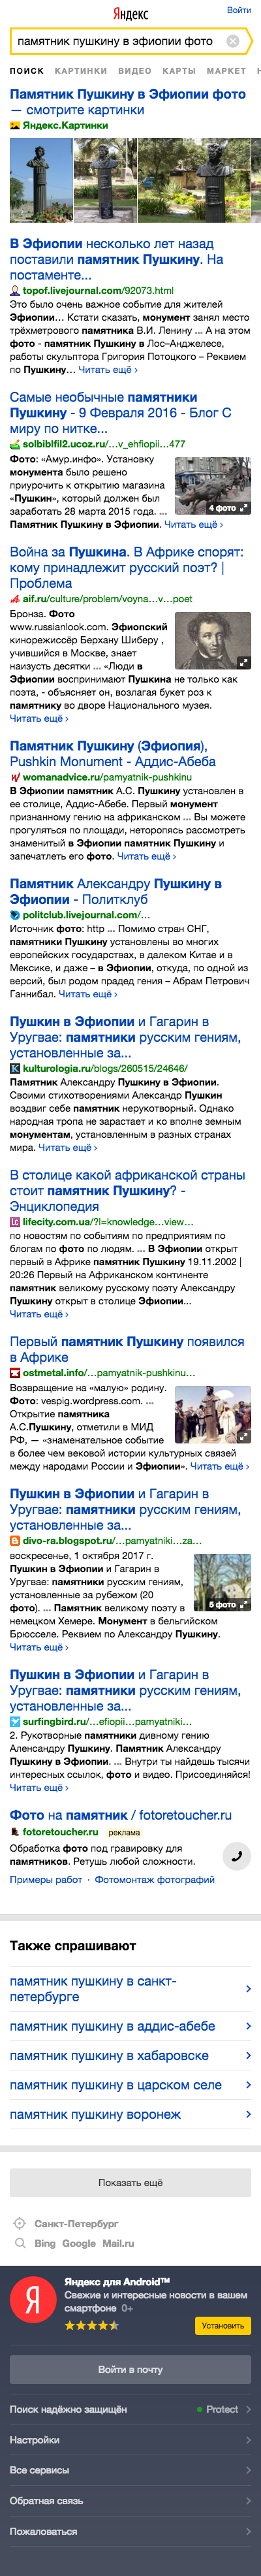 Яндекс
Войти
памятник пушкину в эфиопии фото
ПОИСК КАРТИНКИ ВИДЕО КАРТЫ МАРКЕТ
Памятник Пушкину в Эфиопии фото
— смотрите картинки
Яндекс.Картинки
В Эфиопии несколько лет назад
поставили памятник Пушкину. На
постаменте...
topof.livejournal.com/92073.html
Это было очень важное событие для жителей
Эфиопии... Кстати сказать, монумент занял место
трёхметрового памятника В.И. Ленину ... А на этом
фото - памятник Пушкину в Лос-Анджелесе,
работы скульптора Григория Потоцкого – Реквием
по Пушкину... Читать ещё ›
Самые необычные памятники
Пушкину - 9 Февраля 2016 - Блог С
миру по нитке...
solbiblfil2.ucoz.ru/...v_ehfiopii...477
Фото: «Амур.инфо». Установку
монумента было решено
приурочить к открытию магазина
«Пушкин», который должен был
заработать 28 марта 2015 года. ...
4 фото
Памятник Пушкину в Эфиопии. Читать ещё ›
Война за Пушкина. В Африке спорят:
кому принадлежит русский поэт? |
Проблема
aif.ru/culture/problem/voyna...v...poet
Бронза. Фото
www.russianlook.com. Эфиопский
кинорежиссёр Берхану Шиберу ,
учившийся в Москве, знает
наизусть десятки ... «Люди в
Эфиопии воспринимают Пушкина не только как
поэта, - объясняет он, возлагая букет роз к
памятнику во дворе Национального музея.
Читать ещё ›
Памятник Пушкину (Эфиопия),
Pushkin Monument - Аддис-Абеба
womanadvice.ru/pamyatnik-pushkinu
В Эфиопии памятник А.С. Пушкину установлен в
ее столице, Аддис-Абебе. Первый монумент
признанному гению на африканском ... Вы можете
прогуляться по площади, неторопясь рассмотреть
знаменитый в Эфиопии памятник Пушкину и
запечатлеть его фото. Читать ещё ›
Памятник Александру Пушкину в
Эфиопии - Политклуб
politclub.livejournal.com/...
Источник фото: http ... Помимо стран СНГ,
памятники Пушкину установлены во многих
европейских государствах, в далеком Китае и в
Мексике, и даже – в Эфиопии, откуда, по одной из
версий, был родом прадед гения – Абрам Петрович
Ганнибал. Читать ещё ›
Пушкин в Эфиопии и Гагарин в
Уругвае: памятники русским гениям,
установленные за...
kulturologia.ru/blogs/260515/24646/
Памятник Александру Пушкину в Эфиопии.
Своими стихотворениями Александр Пушкин
воздвиг себе памятник нерукотворный. Однако
народная тропа не зарастает и ко вполне земным
монументам, установленным в разных странах
мира. Читать ещё ›
В столице какой африканской страны
стоит памятник Пушкину? -
Энциклопедия
lifecity.com.ua/?l=knowledge...view...
по новостям по событиям по предприятиям по
блогам по фото по людям. ... В Эфиопии открыт
первый в Африке памятник Пушкину 19.11.2002 |
20:26 Первый на Африканском континенте
памятник великому русскому поэту Александру
Пушкину открыт в столице Эфиопии...
Читать ещё ›
Первый памятник Пушкину появился
в Африке
ostmetal.info/...pamyatnik-pushkinu...
Возвращение на «малую» родину.
Фото: vespig.wordpress.com. ...
Открытие памятника
А.С.Пушкину, отметили в МИД
РФ, — «знаменательное событие
в более чем вековой истории культурных связей
между народами России и Эфиопии». Читать ещё ›
Пушкин в Эфиопии и Гагарин в
Уругвае: памятники русским гениям,
установленные за...
divo-ra.blogspot.ru/...pamyatniki...za...
воскресенье, 1 октября 2017 г.
Пушкин в Эфиопии и Гагарин в
Уругвае: памятники русским гениям,
установленные за рубежом (20
фото). ... Памятник великому поэту в
5 фото
немецком Хемере. Монумент в бельгийском
Брюсселе. Реквием по Александру Пушкину.
Читать ещё ›
Пушкин в Эфиопии и Гагарин в
Уругвае: памятники русским гениям,
установленные за...
surfingbird.ru/...efiopii...pamyatniki...
2. Рукотворные памятники дивному гению
Александру Пушкину. Памятник Александру
Пушкину в Эфиопии. ... Внутри ты найдешь тысячи
интересных ссылок, фото и видео. Присоединяйся!
Читать ещё ›
Фото на памятник / fotoretoucher.ru
fotoretoucher.ru реклама
Обработка фото под гравировку для
памятников. Ретушь любой сложности.
Примеры работ · Фотомонтаж фотографий
Также спрашивают
памятник пушкину в санкт-
петербурге
памятник пушкину в аддис-абебе
памятник пушкину в хабаровске
памятник пушкину в царском селе
памятник пушкину воронеж
Показать ещё
Санкт-Петербург
Bing Google Mail.ru
Я
Яндекс для Android™
Свежие и интересные новости в вашем
смартфоне 0+
Установить
Войти в почту
Поиск надёжно защищён Protect
Настройки
Все сервисы
Обратная связь
Пожаловаться